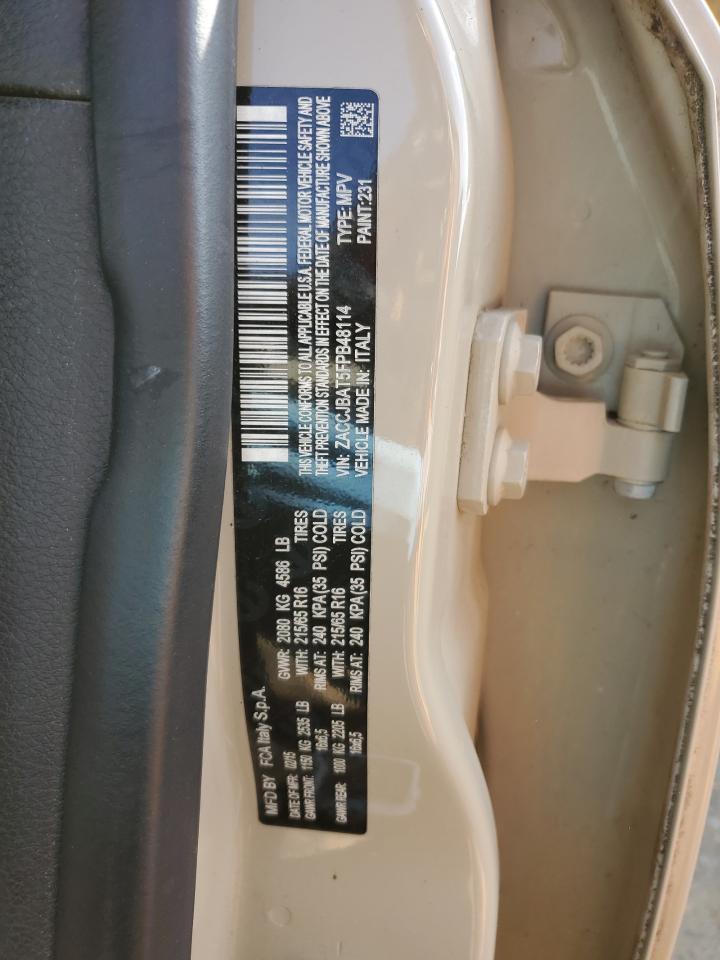 MFD BY FCA Italy S.p.A.
DATE OF MFR: 02/15 GVWR: 2080 KG 4586 LB
GAWR FRONT: 1150 KG 2535 LB WITH: 215/65 R16 TIRES
16x6,5 RIMS AT: 240 KPA(35 PSI) COLD
GAWR REAR: 1000 KG 2205 LB WITH: 215/65 R16 TIRES
16x6,5 RIMS AT: 240 KPA(35 PSI) COLD
THIS VEHICLE CONFORMS TO ALL APPLICABLE U.S.A. FEDERAL MOTOR VEHICLE SAFETY AND
THEFT PREVENTION STANDARDS IN EFFECT ON THE DATE OF MANUFACTURE SHOWN ABOVE
VIN: ZACCJBAT5FPB48114 TYPE: MPV
VEHICLE MADE IN: ITALY PAINT:231